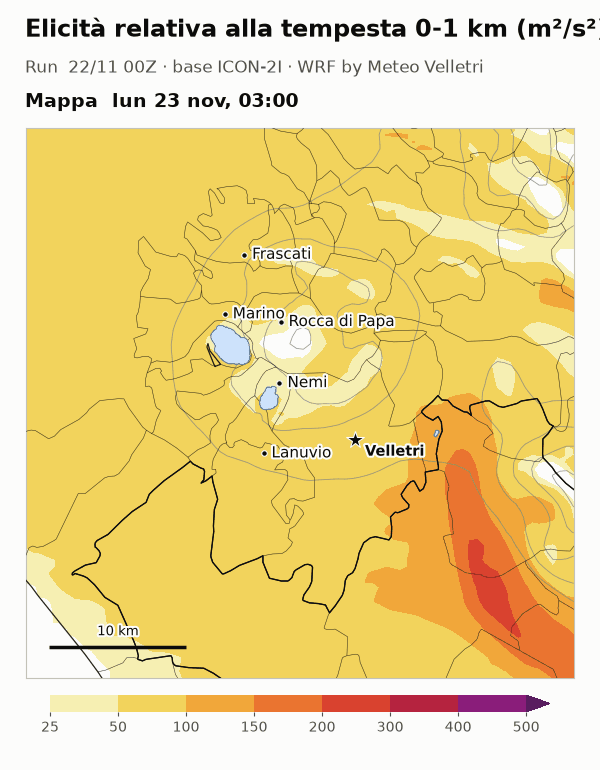 Elicità relativa alla tempesta 0-1 km (m²/s²)
Run  22/11 00Z · base ICON-2I · WRF by Meteo Velletri
Mappa  lun 23 nov, 03:00
Frascati
Marino
Rocca di Papa
Nemi
Velletri
Lanuvio
10 km
25 50 100 150 200 300 400 500